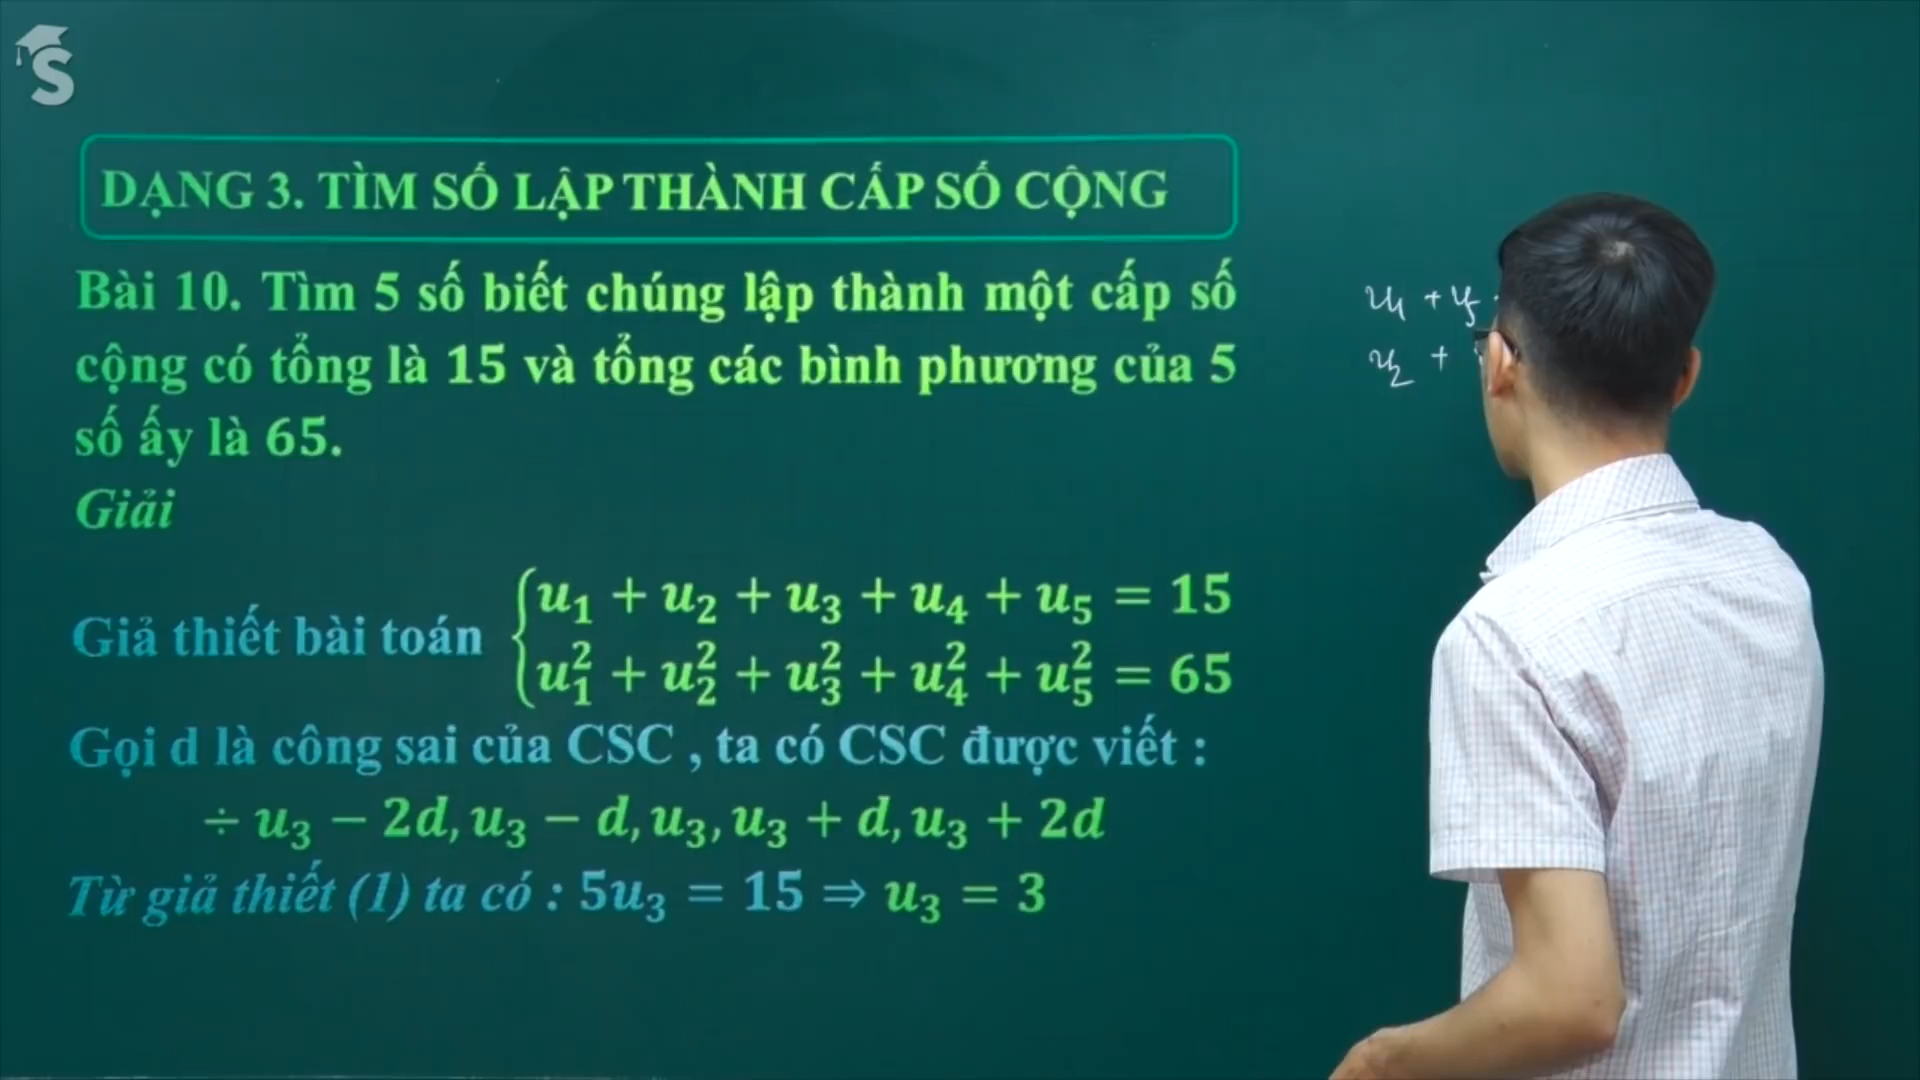 S
DẠNG 3. TÌM SỐ LẬP THÀNH CẤP SỐ CỘNG
Bài 10. Tìm 5 số biết chúng lập thành một cấp số
cộng có tổng là 15 và tổng các bình phương của 5
số ấy là 65.
Giải
Giả thiết bài toán
u₁ + u₂ + u₃ + u₄ + u₅ = 15
u₁² + u₂² + u₃² + u₄² + u₅² = 65
Gọi d là công sai của CSC , ta có CSC được viết :
÷ u₃ − 2d, u₃ − d, u₃, u₃ + d, u₃ + 2d
Từ giả thiết (1) ta có : 5u₃ = 15 ⇒ u₃ = 3
u₁ + u₅
u₂ +